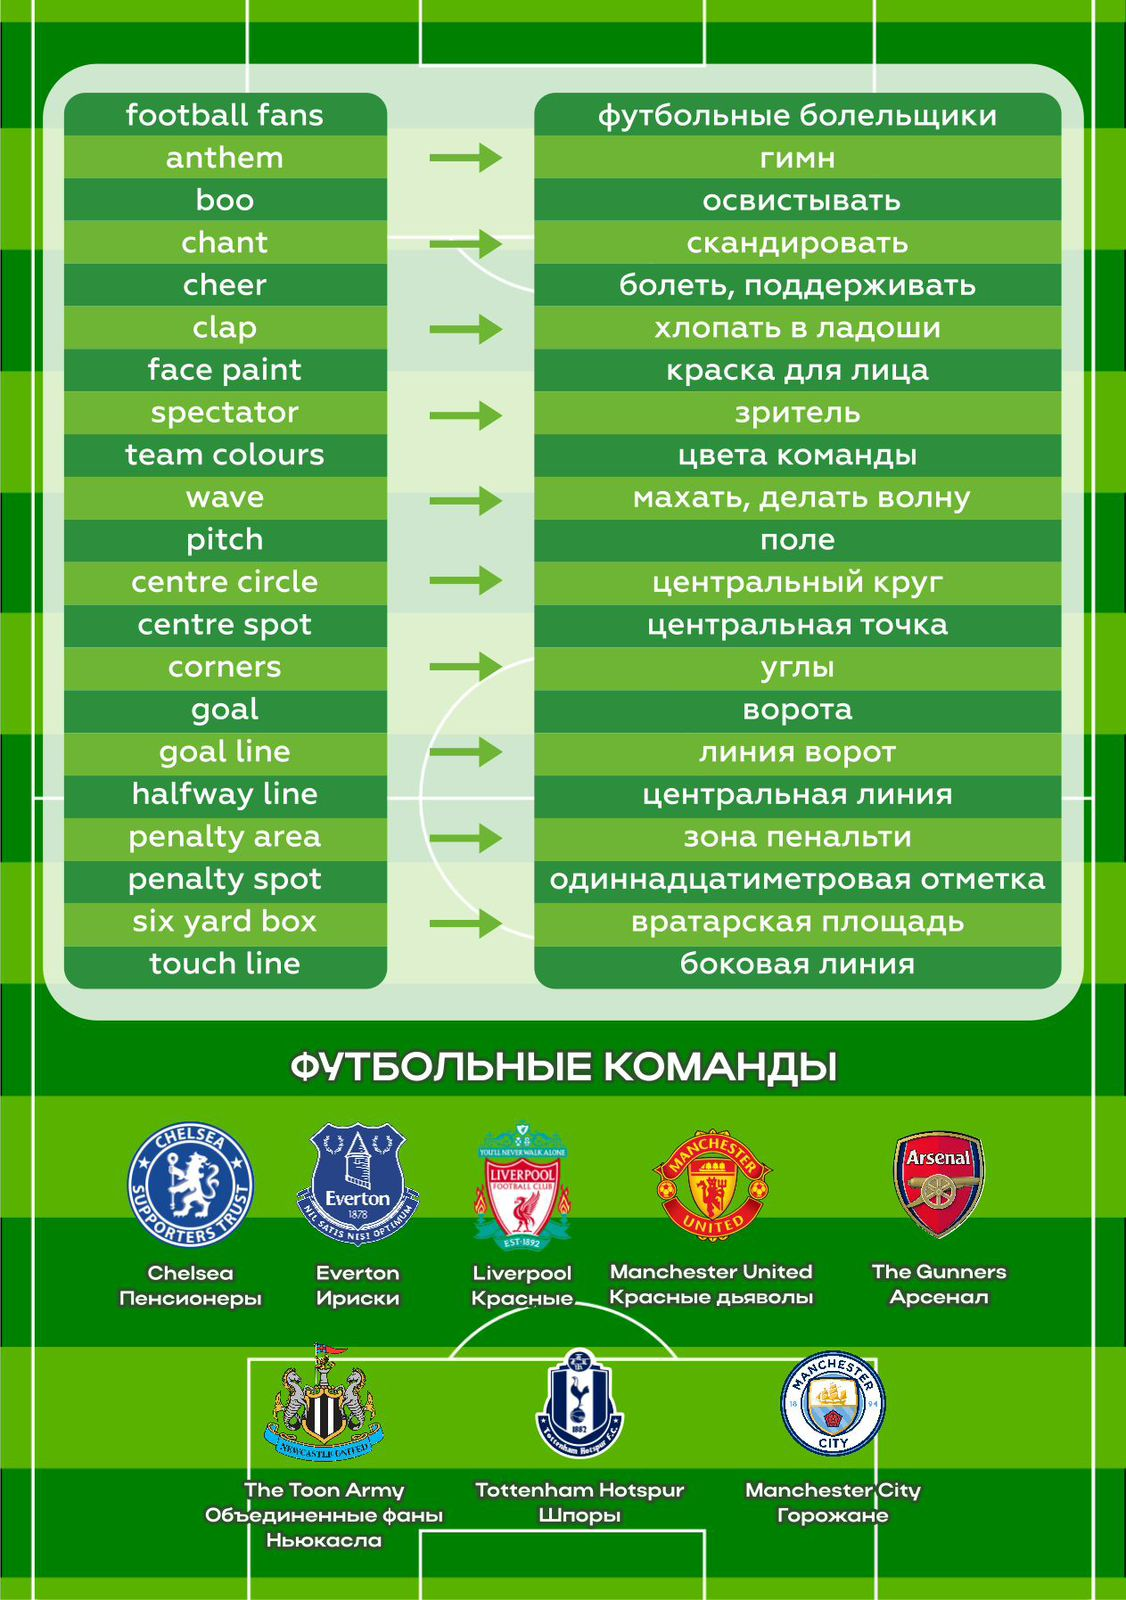 football fans
футбольные болельщики
anthem
гимн
boo
освистывать
chant
скандировать
cheer
болеть, поддерживать
clap
хлопать в ладоши
face paint
краска для лица
spectator
зритель
team colours
цвета команды
wave
махать, делать волну
pitch
поле
centre circle
центральный круг
centre spot
центральная точка
corners
углы
goal
ворота
goal line
линия ворот
halfway line
центральная линия
penalty area
зона пенальти
penalty spot
одиннадцатиметровая отметка
six yard box
вратарская площадь
touch line
боковая линия
ФУТБОЛЬНЫЕ КОМАНДЫ
CHELSEA
SUPPORTERS TRUST
Everton
1878
NIL SATIS NISI OPTIMUM
YOU'LL NEVER WALK ALONE
LIVERPOOL
FOOTBALL CLUB
EST·1892
MANCHESTER
UNITED
Arsenal
Chelsea
Пенсионеры
Everton
Ириски
Liverpool
Красные
Manchester United
Красные дьяволы
The Gunners
Арсенал
NEWCASTLE UNITED
1882
Tottenham Hotspur F.C.
MANCHESTER
18 94
CITY
The Toon Army
Объединенные фаны
Ньюкасла
Tottenham Hotspur
Шпоры
Manchester City
Горожане